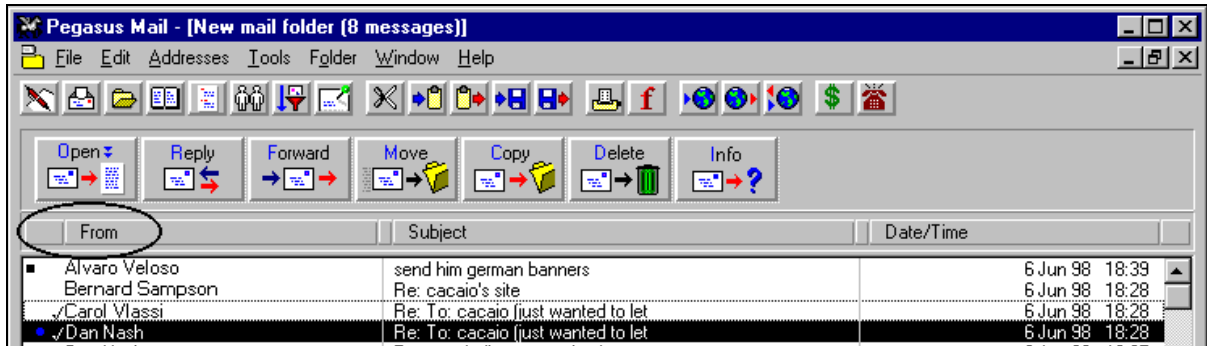 Pegasus Mail - [New mail folder (8 messages)]
File Edit Addresses Tools Folder Window Help
f $
Open Reply Forward Move Copy Delete Info
From Subject Date/Time
Alvaro Veloso send him german banners 6 Jun 98 18:39
Bernard Sampson Re: cacaio's site 6 Jun 98 18:28
Carol Vlassi Re: To: cacaio (just wanted to let 6 Jun 98 18:28
Dan Nash Re: To: cacaio (just wanted to let 6 Jun 98 18:28